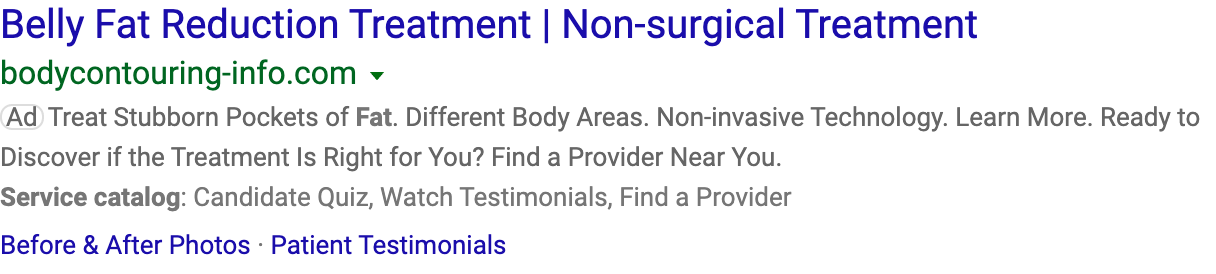 Belly Fat Reduction Treatment | Non-surgical Treatment
bodycontouring-info.com
Ad Treat Stubborn Pockets of Fat. Different Body Areas. Non-invasive Technology. Learn More. Ready to
Discover if the Treatment Is Right for You? Find a Provider Near You.
Service catalog: Candidate Quiz, Watch Testimonials, Find a Provider
Before & After Photos · Patient Testimonials